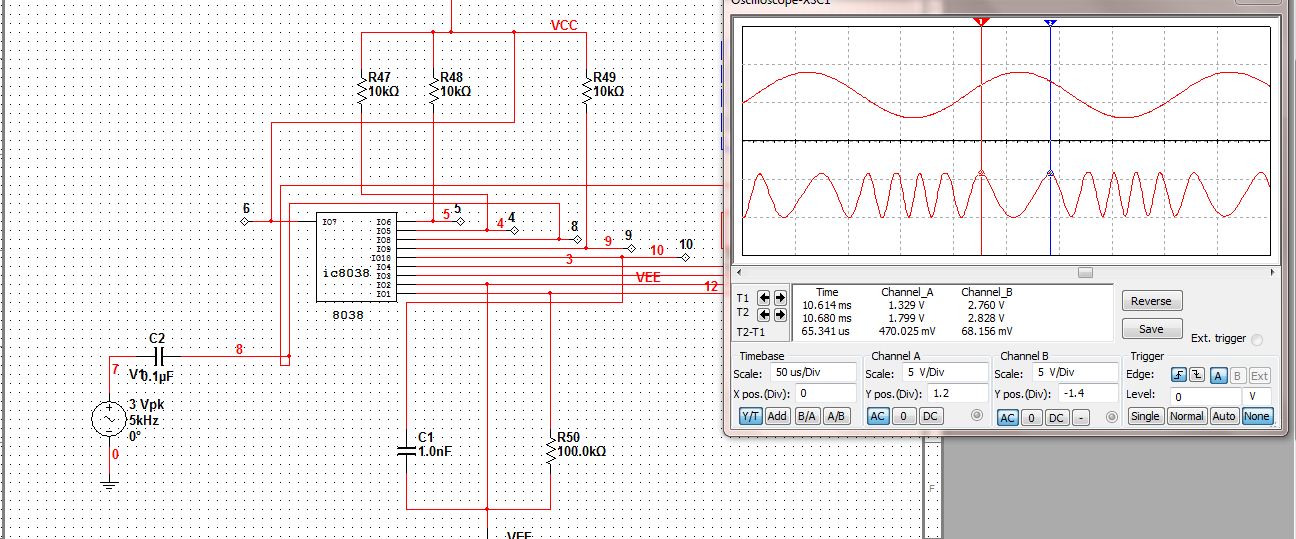 Oscilloscope-XSC1
VCC
R47
10kΩ
R48
10kΩ
R49
10kΩ
6
5
5
4
4
8
9
9
10
10
3
VEE
12
IO7
IO6
IO5
IO8
IO9
IO10
IO4
IO3
IO2
IO1
ic8038
8038
C2
0.1µF
8
7
V1
3 Vpk
5kHz
0°
0
C1
1.0nF
R50
100.0kΩ
VEE
1
2
T1
T2
T2-T1
Time Channel_A Channel_B
10.614 ms 1.329 V 2.760 V
10.680 ms 1.799 V 2.828 V
65.341 us 470.025 mV 68.156 mV
Reverse
Save
Ext. trigger
Timebase
Scale: 50 us/Div
X pos.(Div): 0
Y/T Add B/A A/B
Channel A
Scale: 5 V/Div
Y pos.(Div): 1.2
AC 0 DC
Channel B
Scale: 5 V/Div
Y pos.(Div): -1.4
AC 0 DC -
Trigger
Edge: A B Ext
Level: 0 V
Single Normal Auto None
F